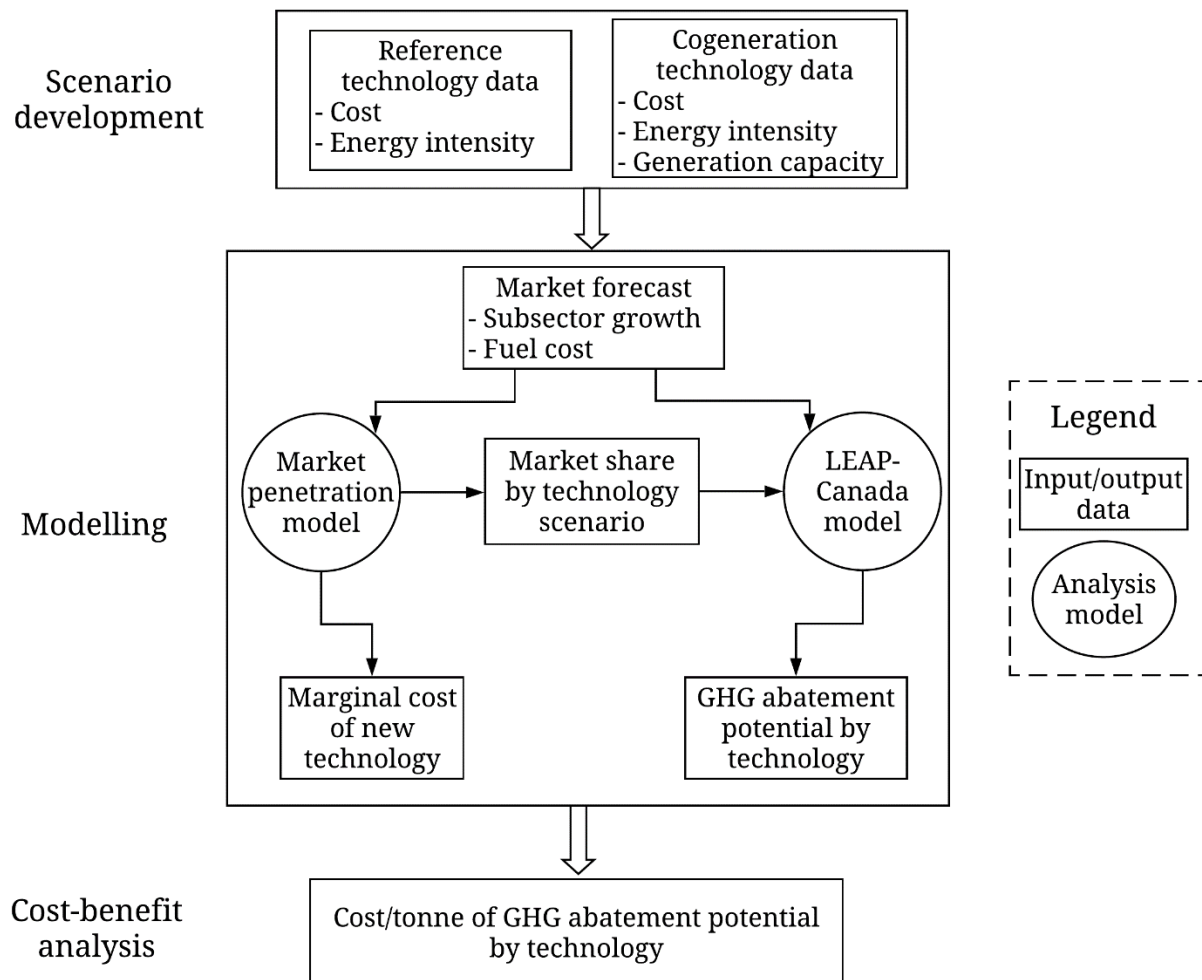 Scenario
development
Reference
technology data
- Cost
- Energy intensity
Cogeneration
technology data
- Cost
- Energy intensity
- Generation capacity
Modelling
Market forecast
- Subsector growth
- Fuel cost
Market
penetration
model
Market share
by technology
scenario
LEAP-
Canada
model
Marginal cost
of new
technology
GHG abatement
potential by
technology
Legend
Input/output
data
Analysis
model
Cost-benefit
analysis
Cost/tonne of GHG abatement potential
by technology